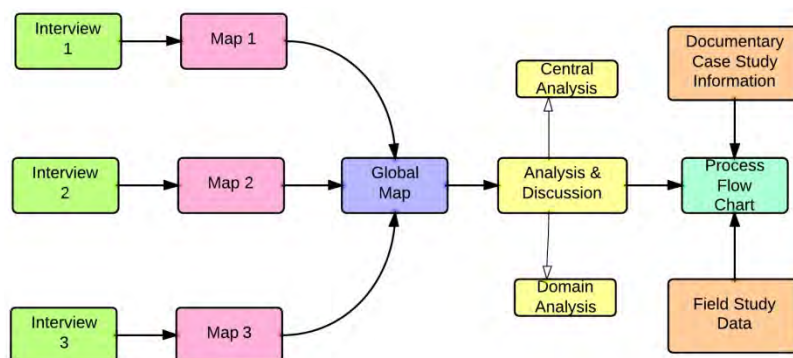 Interview
1
Map 1
Documentary
Case Study
Information
Central
Analysis
Interview
2
Map 2
Global
Map
Analysis &
Discussion
Process
Flow
Chart
Domain
Analysis
Interview
3
Map 3
Field Study
Data